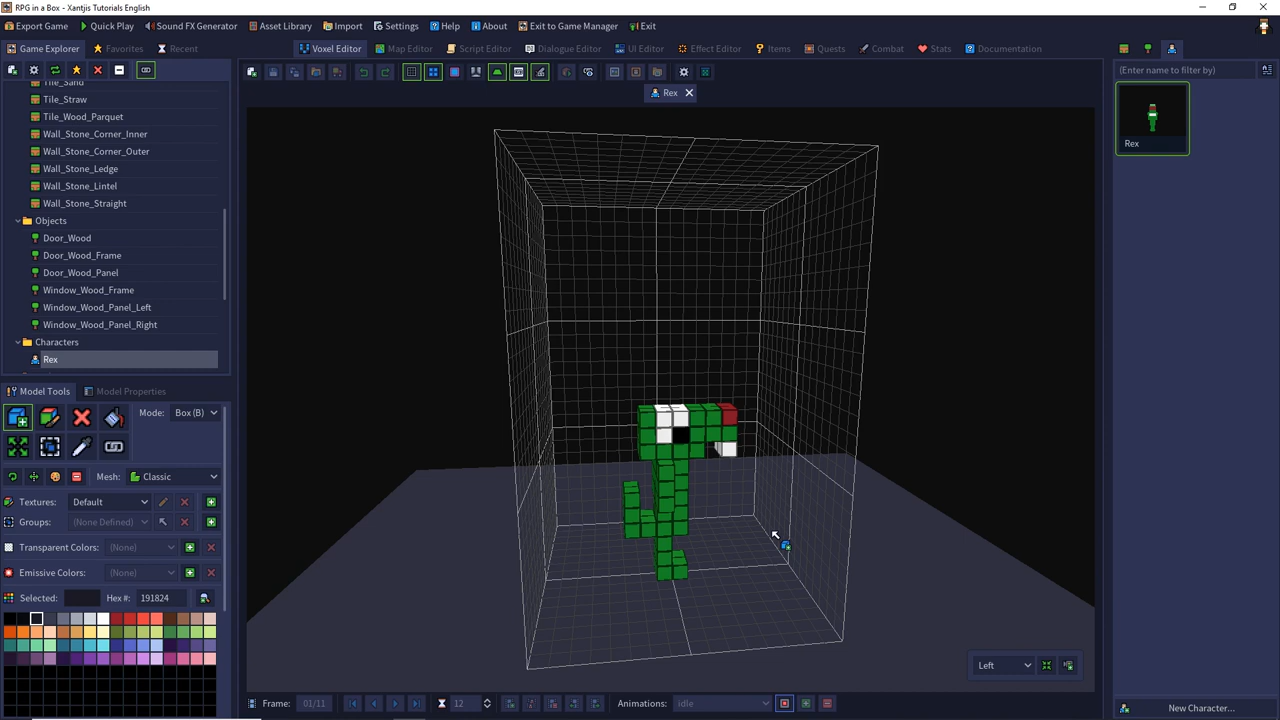 RPG in a Box - Xantjis Tutorials English
Export Game Quick Play Sound FX Generator Asset Library Import Settings Help About Exit to Game Manager Exit
Game Explorer Favorites Recent Voxel Editor Map Editor Script Editor Dialogue Editor UI Editor Effect Editor Items Quests Combat Stats Documentation
(Enter name to filter by)
Rex
Tile_Sand
Tile_Straw
Tile_Wood_Parquet
Wall_Stone_Corner_Inner
Wall_Stone_Corner_Outer
Wall_Stone_Ledge
Wall_Stone_Lintel
Wall_Stone_Straight
Objects
Door_Wood
Door_Wood_Frame
Door_Wood_Panel
Window_Wood_Frame
Window_Wood_Panel_Left
Window_Wood_Panel_Right
Characters
Rex
Rex
Model Tools Model Properties
Mode: Box (B)
Mesh: Classic
Textures: Default
Groups: (None Defined)
Transparent Colors: (None)
Emissive Colors: (None)
Selected: Hex #: 191824
Left
Frame: 01/11 12 Animations: idle
New Character...